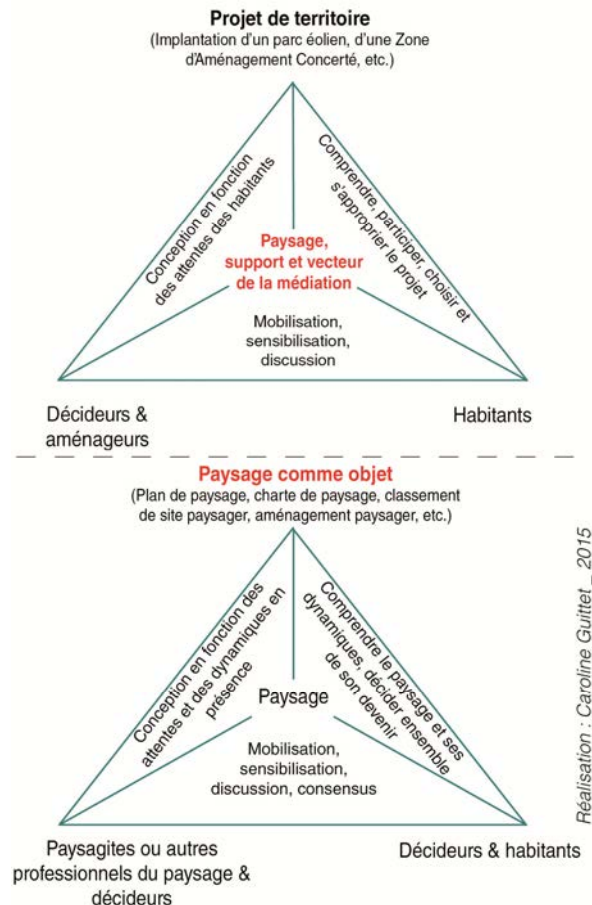 Projet de territoire
(Implantation d'un parc éolien, d'une Zone
d'Aménagement Concerté, etc.)
Conception en fonction
des attentes des habitants
Comprendre, participer, choisir et
s'approprier le projet
Paysage,
support et vecteur
de la médiation
Mobilisation,
sensibilisation,
discussion
Décideurs &
aménageurs
Habitants
Paysage comme objet
(Plan de paysage, charte de paysage, classement
de site paysager, aménagement paysager, etc.)
Conception en fonction des
attentes et des dynamiques en
présence
Comprendre le paysage et ses
dynamiques, décider ensemble
de son devenir
Paysage
Mobilisation,
sensibilisation,
discussion, consensus
Paysagites ou autres
professionnels du paysage &
décideurs
Décideurs & habitants
Réalisation : Caroline Guittet _ 2015